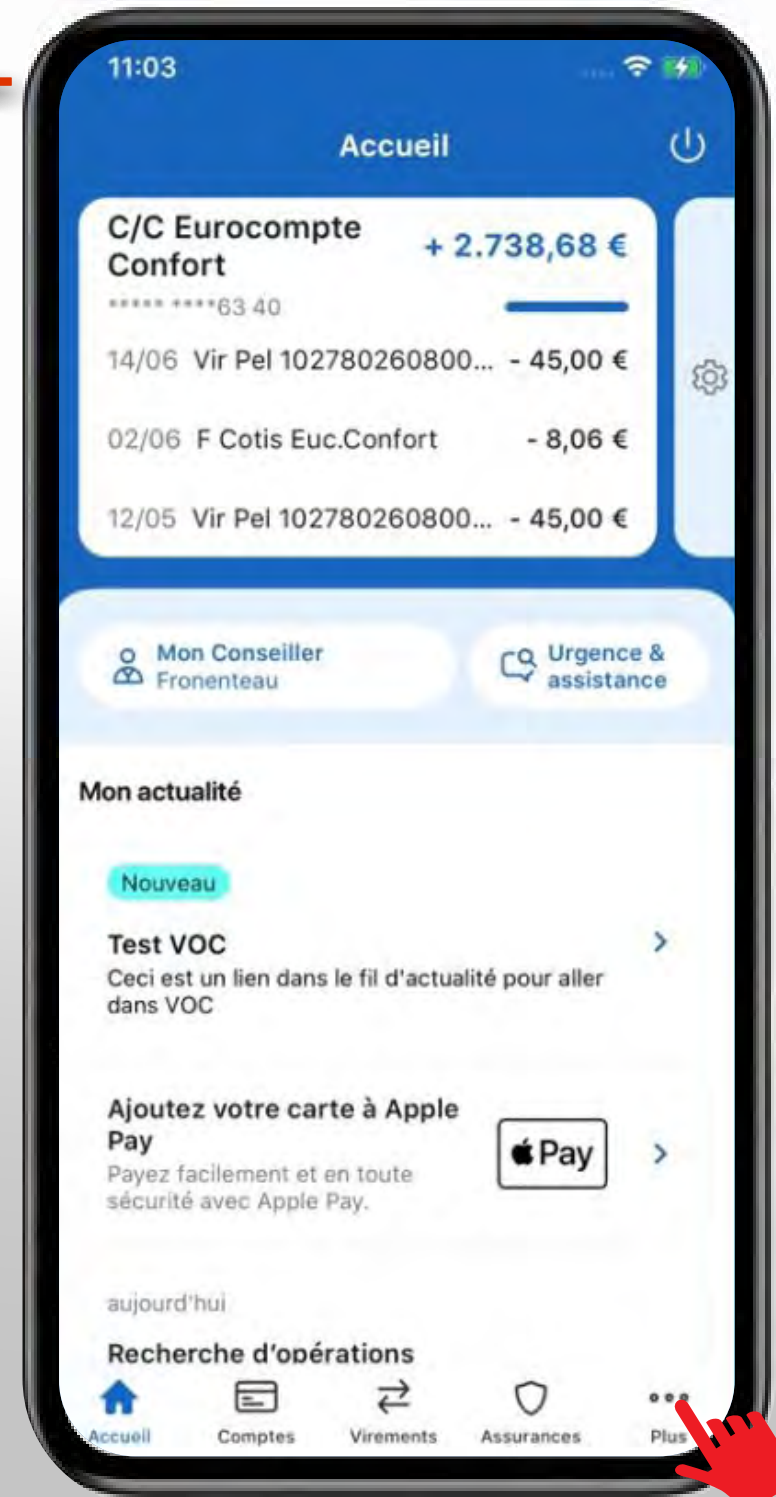 11:03
Accueil
C/C Eurocompte
Confort
+ 2.738,68 €
***** ****63 40
14/06 Vir Pel 102780260800... - 45,00 €
02/06 F Cotis Euc.Confort - 8,06 €
12/05 Vir Pel 102780260800... - 45,00 €
Mon Conseiller
Fronenteau
Urgence &
assistance
Mon actualité
Nouveau
Test VOC
Ceci est un lien dans le fil d'actualité pour aller
dans VOC
Ajoutez votre carte à Apple
Pay
Payez facilement et en toute
sécurité avec Apple Pay.
Pay
aujourd'hui
Recherche d'opérations
Accueil Comptes Virements Assurances Plus